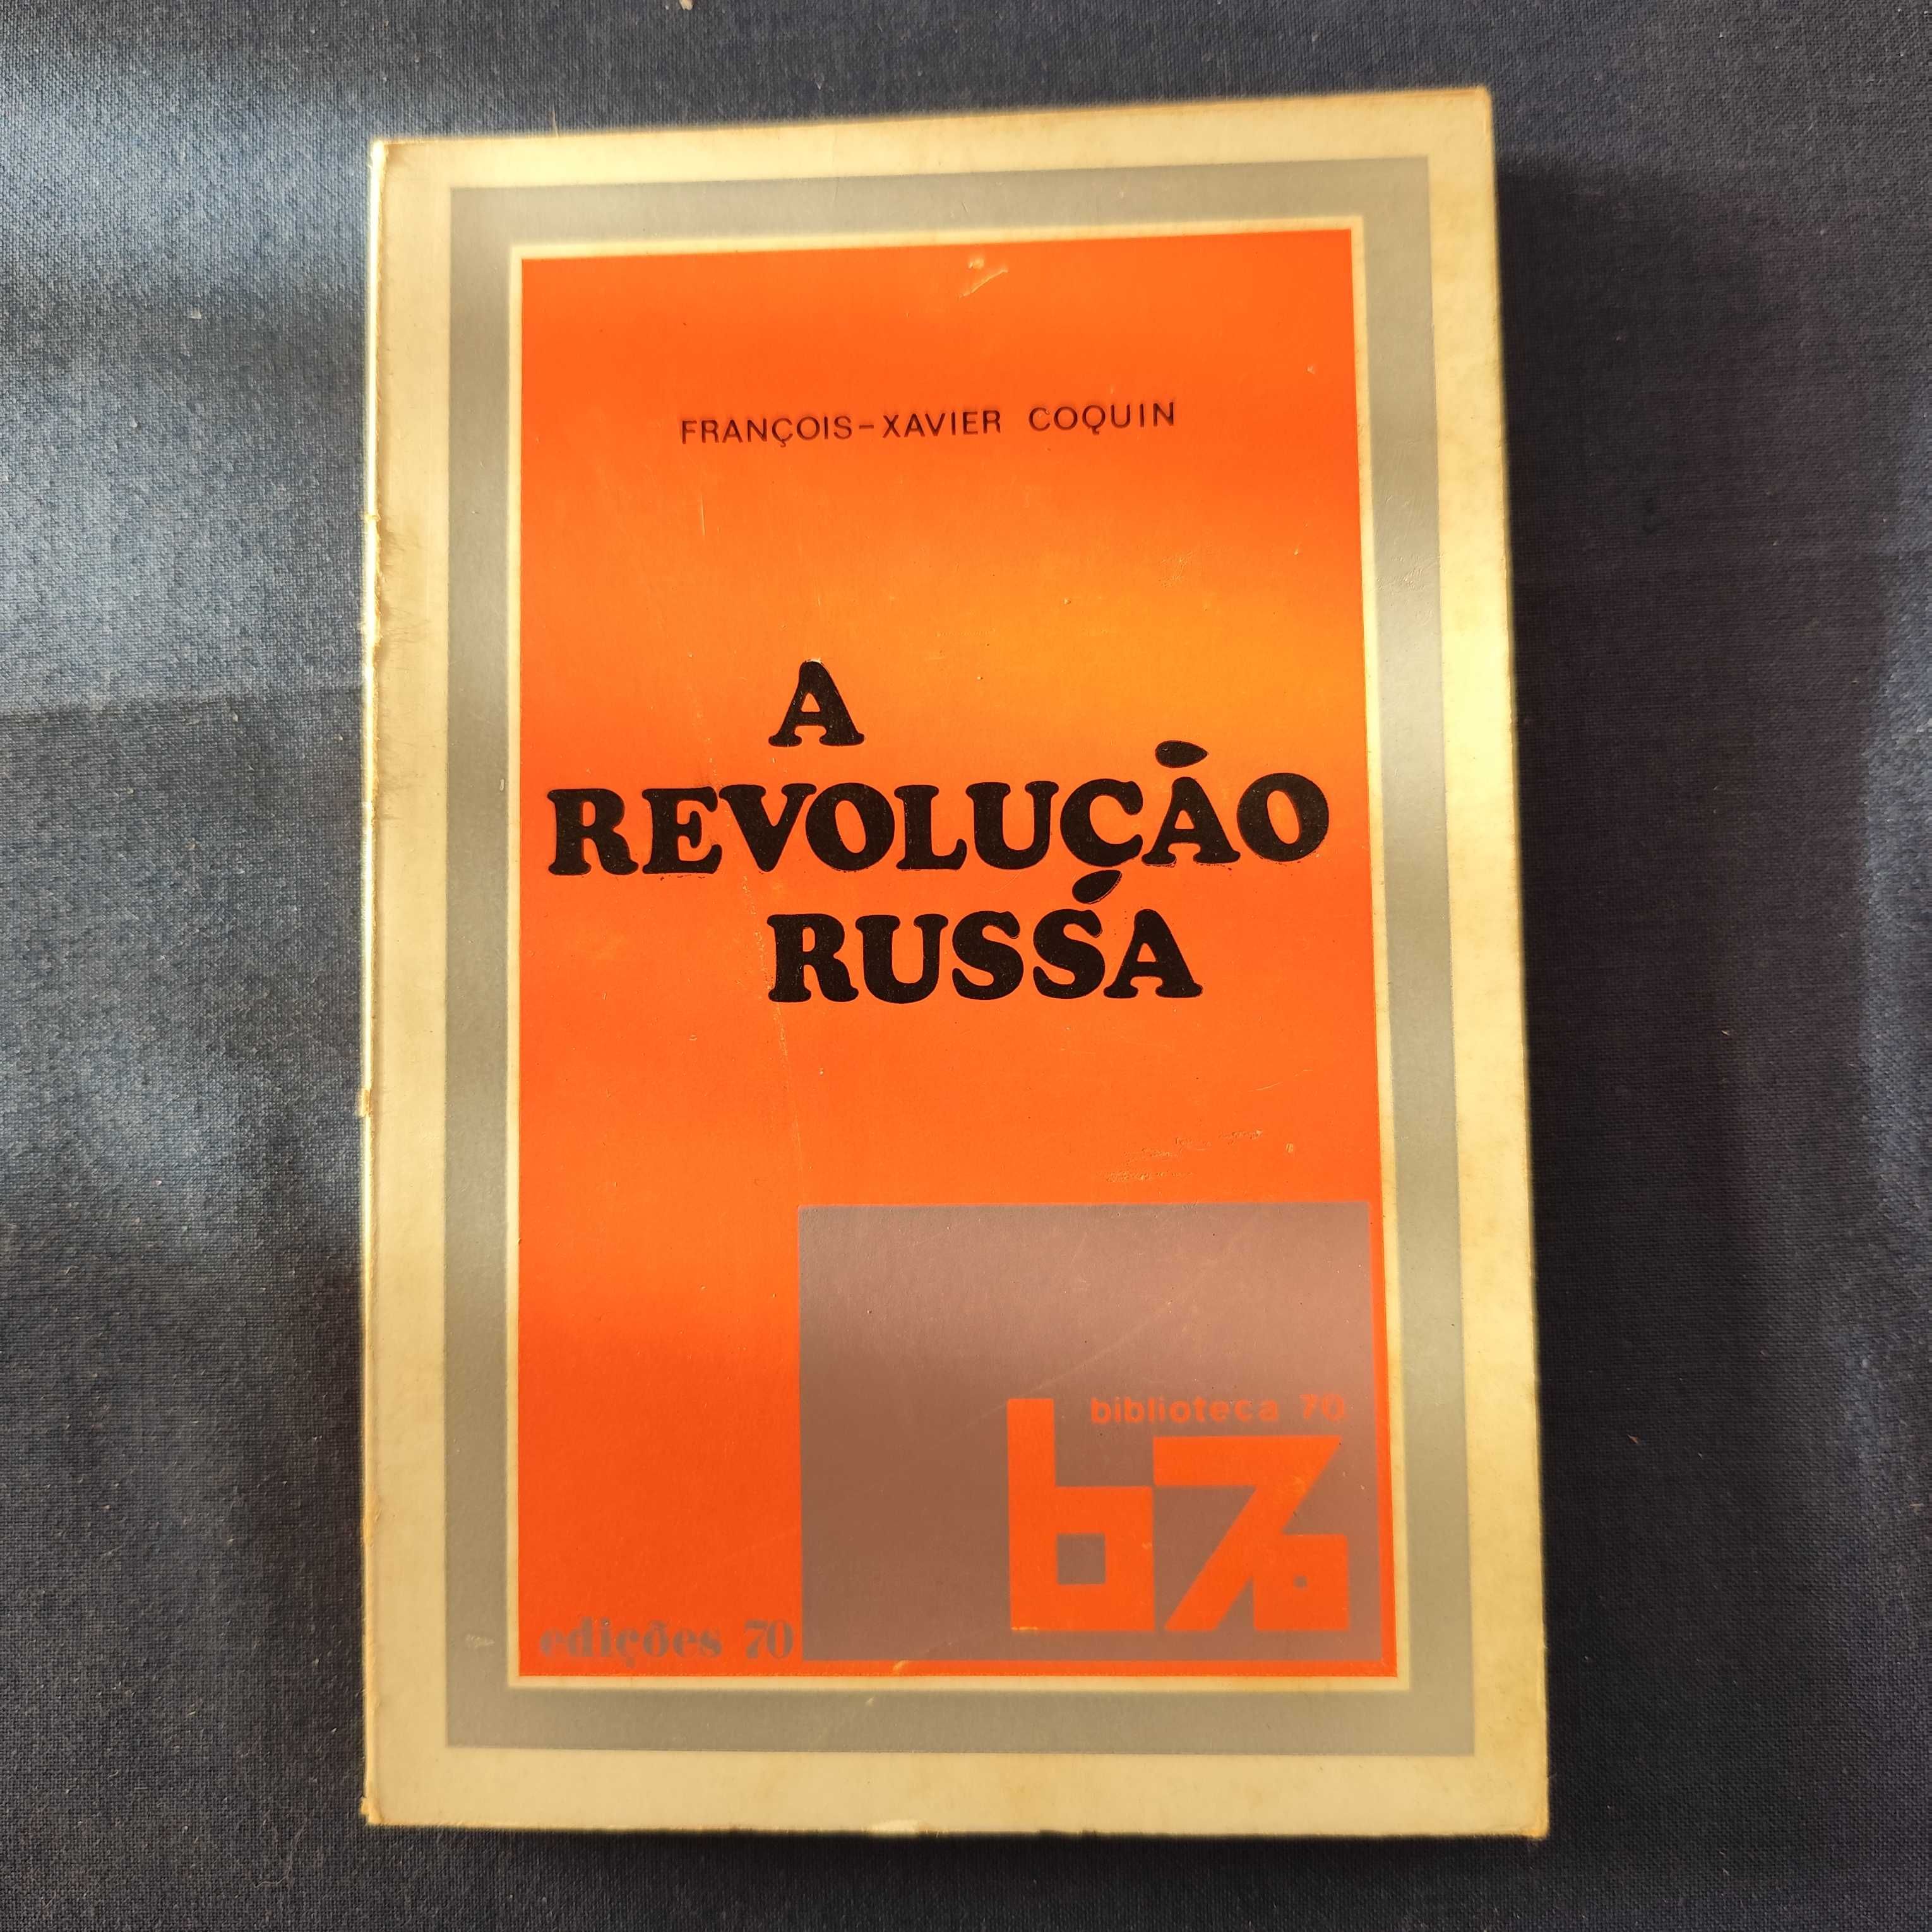 FRANÇOIS-XAVIER COQUIN
A
REVOLUÇÃO
RUSSA
biblioteca 70
b70
edições 70